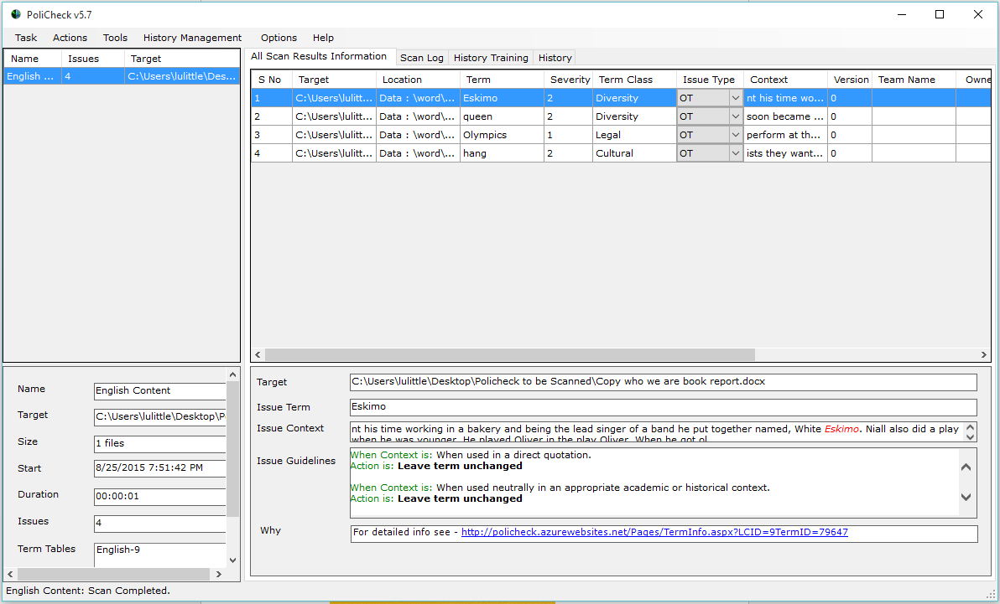 PoliCheck v5.7
Task Actions Tools History Management Options Help
Name Issues Target
English ... 4 C:\Users\lulittle\Des...
All Scan Results Information Scan Log History Training History
S No Target Location Term Severity Term Class Issue Type Context Version Team Name Owne
1 C:\Users\lulitt... Data : \word\... Eskimo 2 Diversity OT nt his time wo... 0
2 C:\Users\lulitt... Data : \word\... queen 2 Diversity OT soon became ... 0
3 C:\Users\lulitt... Data : \word\... Olympics 1 Legal OT perform at th... 0
4 C:\Users\lulitt... Data : \word\... hang 2 Cultural OT ists they want... 0
Name English Content
Target C:\Users\lulittle\Desktop\P
Size 1 files
Start 8/25/2015 7:51:42 PM
Duration 00:00:01
Issues 4
Term Tables English-9
Target C:\Users\lulittle\Desktop\Policheck to be Scanned\Copy who we are book report.docx
Issue Term Eskimo
Issue Context nt his time working in a bakery and being the lead singer of a band he put together named, White Eskimo. Niall also did a play
when he was younger. He played Oliver in the play Oliver. When he got ol
Issue Guidelines When Context is: When used in a direct quotation.
Action is: Leave term unchanged
When Context is: When used neutrally in an appropriate academic or historical context.
Action is: Leave term unchanged
Why For detailed info see - http://policheck.azurewebsites.net/Pages/TermInfo.aspx?LCID=9TermID=79647
English Content: Scan Completed.